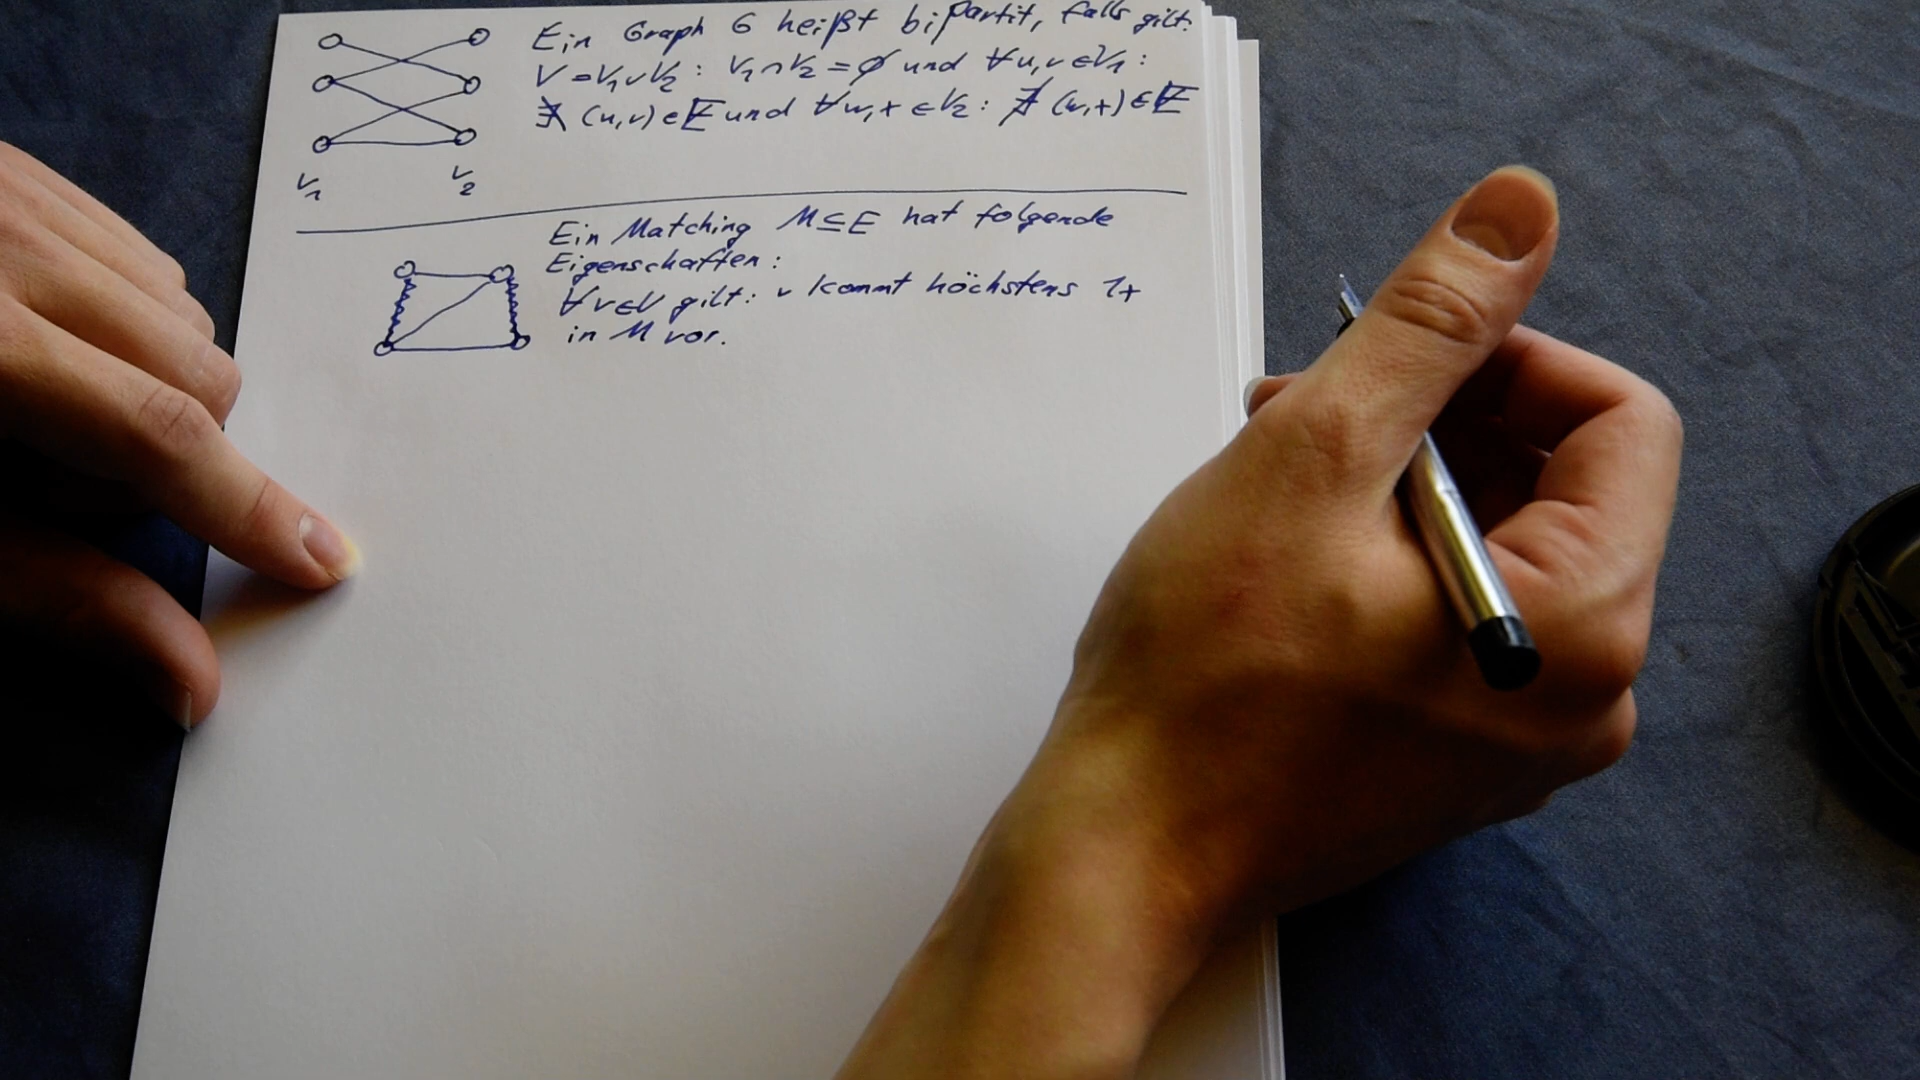 Ein Graph G heißt bipartit, falls gilt:
V = V₁ ∪ V₂ : V₁ ∩ V₂ = ∅ und ∀u,v ∈ V₁ :
∄ (u,v) ∈ E und ∀w,t ∈ V₂ : ∄ (w,t) ∈ E
V₁ V₂
Ein Matching M ⊆ E hat folgende
Eigenschaften :
∀v∈V gilt: v kommt höchstens 1x
in M vor.